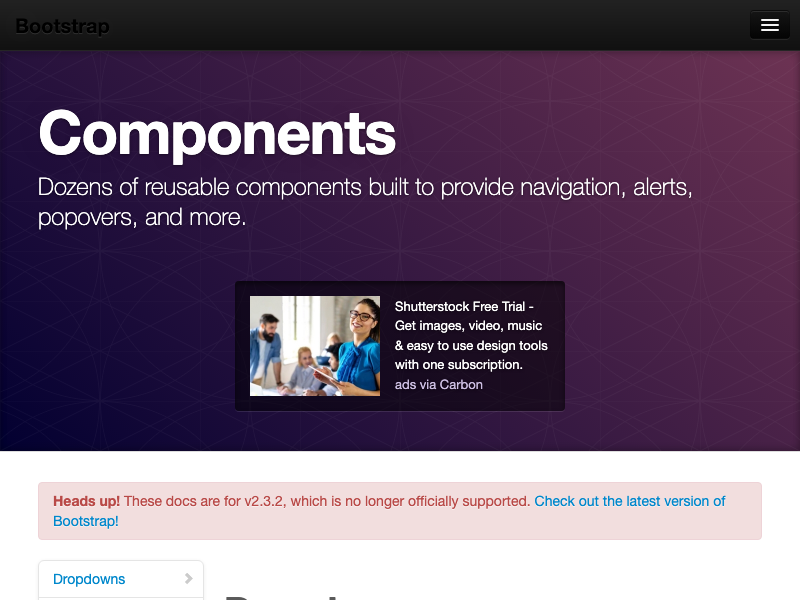 Bootstrap
Components
Dozens of reusable components built to provide navigation, alerts,
popovers, and more.
Shutterstock Free Trial -
Get images, video, music
& easy to use design tools
with one subscription.
ads via Carbon
Heads up! These docs are for v2.3.2, which is no longer officially supported. Check out the latest version of
Bootstrap!
Dropdowns